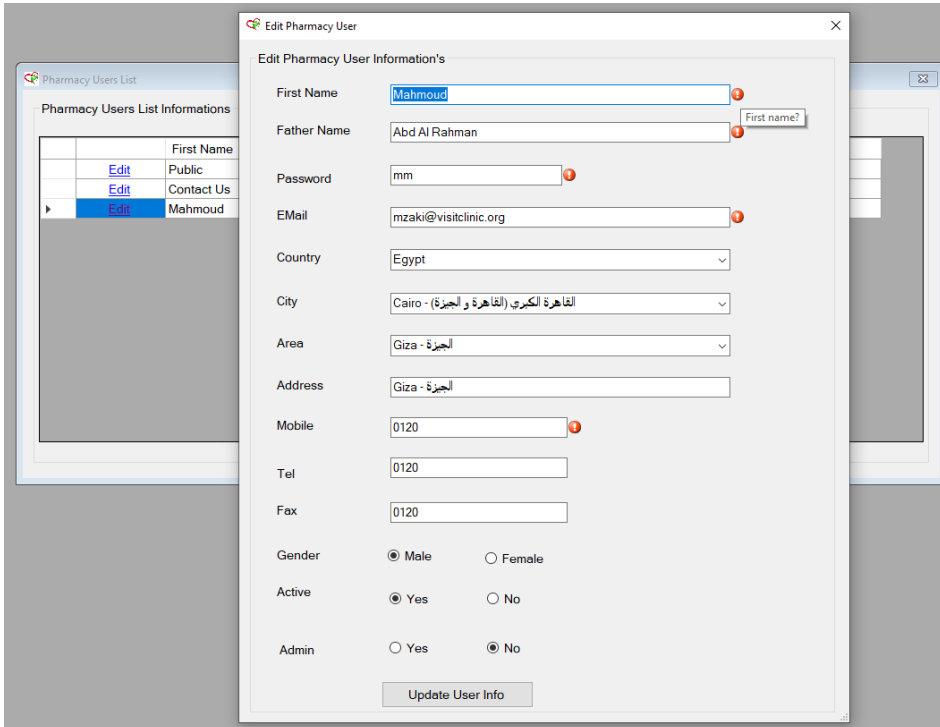 Edit Pharmacy User
Edit Pharmacy User Information's
Pharmacy Users List
Pharmacy Users List Informations
First Name
Edit Public
Edit Contact Us
Edit Mahmoud
First Name Mahmoud
First name?
Father Name Abd Al Rahman
Password mm
EMail mzaki@visitclinic.org
Country Egypt
City Cairo - القاهرة الكبري (القاهرة و الجيزة)
Area Giza - الجيزة
Address Giza - الجيزة
Mobile 0120
Tel 0120
Fax 0120
Gender Male Female
Active Yes No
Admin Yes No
Update User Info